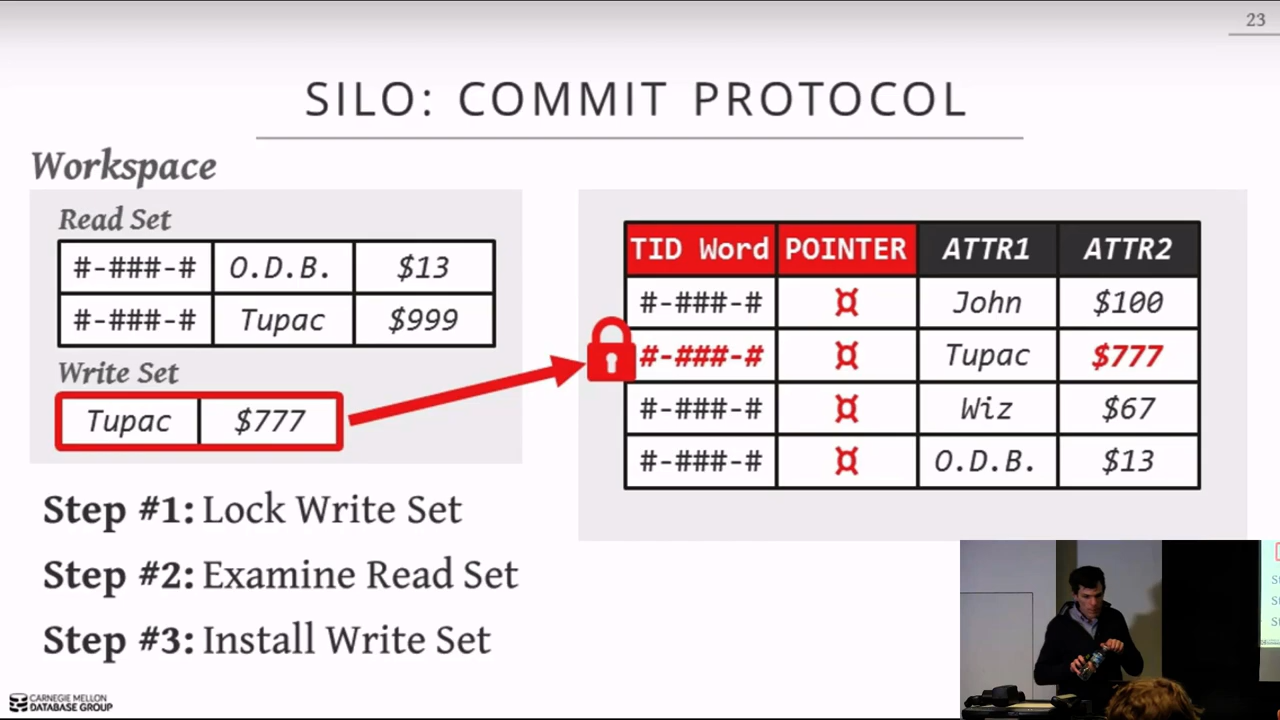 23
SILO: COMMIT PROTOCOL
Workspace
Read Set
#-###-# O.D.B. $13
#-###-# Tupac $999
Write Set
Tupac $777
TID Word POINTER ATTR1 ATTR2
#-###-# ¤ John $100
#-###-# ¤ Tupac $777
#-###-# ¤ Wiz $67
#-###-# ¤ O.D.B. $13
Step #1: Lock Write Set
Step #2: Examine Read Set
Step #3: Install Write Set
CARNEGIE MELLON
DATABASE GROUP